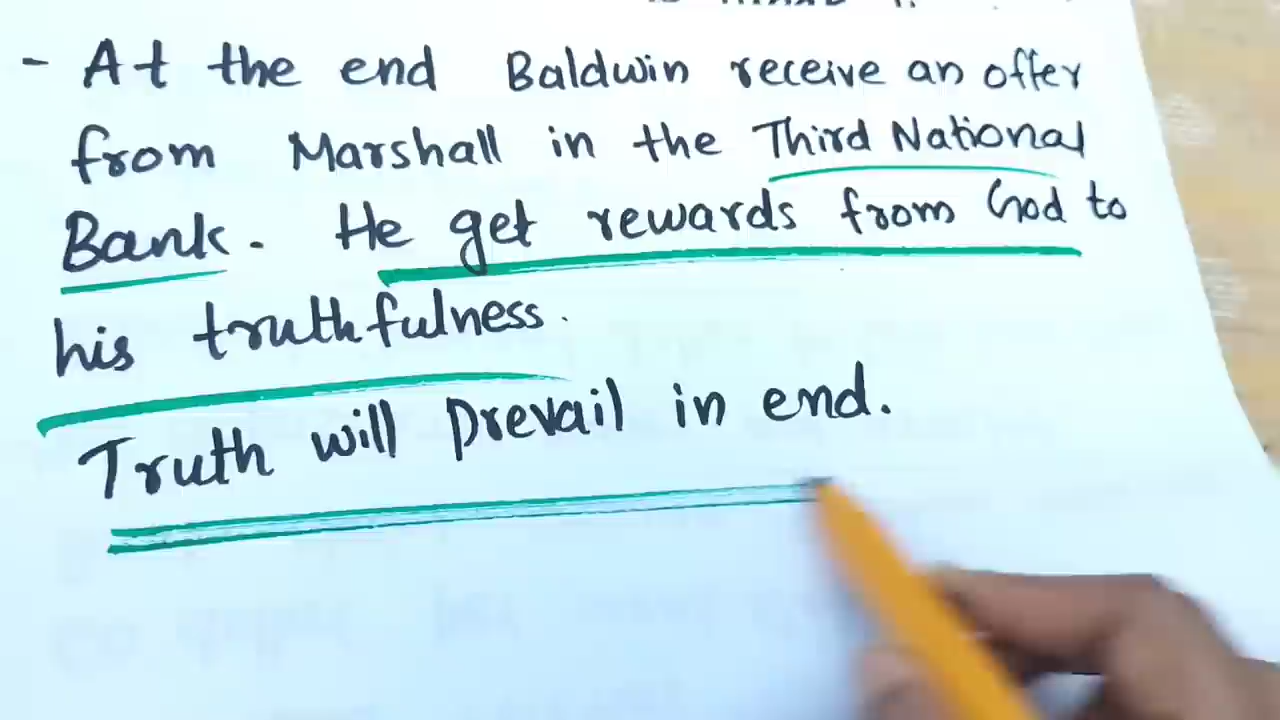 - At the end Baldwin receive an offer
from Marshall in the Third National
Bank. He get rewards from God to
his truthfulness.
Truth will prevail in end.